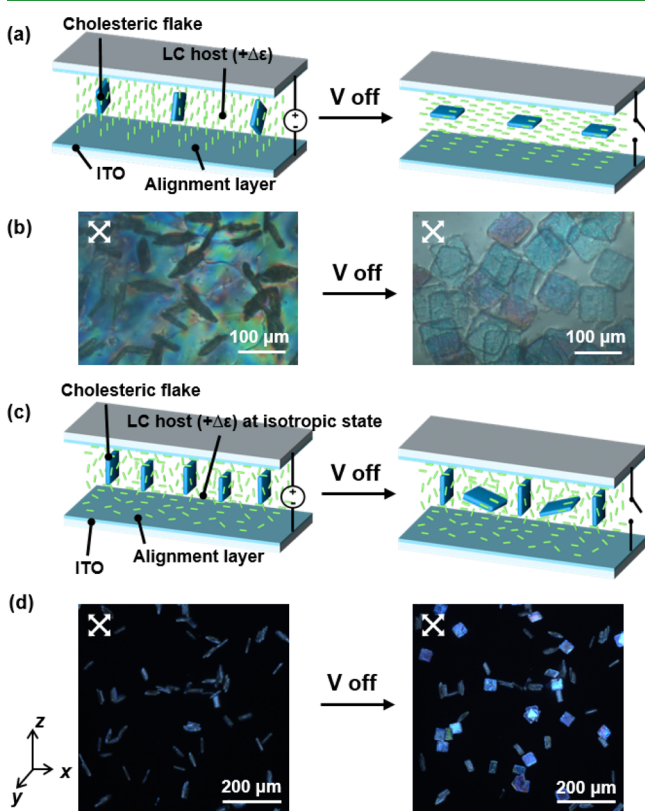 (a)
Cholesteric flake
LC host (+Δε)
V off
+
-
ITO
Alignment layer
(b)
V off
100 µm
100 µm
Cholesteric flake
(c)
LC host (+Δε) at isotropic state
V off
+
-
ITO
Alignment layer
(d)
V off
z
y
x
200 µm
200 µm